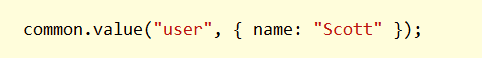 common.value("user", { name: "Scott" });